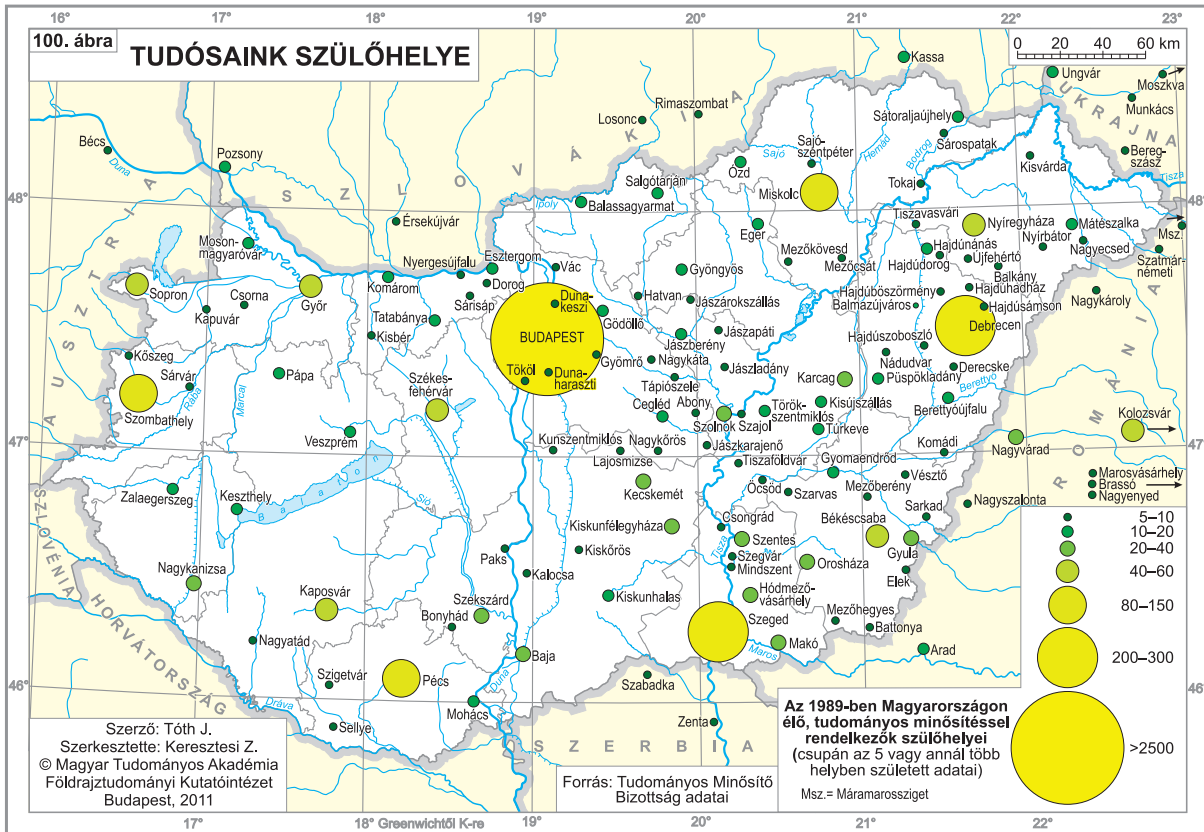 16°
17°
18°
19°
20°
21°
22°
23°
100. ábra
TUDÓSAINK SZÜLŐHELYE
0 20 40 60 km
Kassa
Ungvár
Moszkva
Munkács
UKRAJNA
Bereg-
szász
Rimaszombat
Losonc
SZLOVÁKIA
Bécs
Duna
Pozsony
AUSZTRIA
48°
48°
Sátoraljaújhely
Sárospatak
Hernád
Bodrog
Kisvárda
Tisza
Sajó-
szentpéter
Sajó
Ózd
Miskolc
Tokaj
Salgótarján
Balassagyarmat
Ipoly
Érsekújvár
Eger
Tiszavasvári
Nyíregyháza
Mátészalka
Msz.
Nyírbátor
Nagyecsed
Szatmár-
németi
Mezőkövesd
Mezőcsát
Hajdúnánás
Hajdúdorog
Újfehértó
Balkány
Moson-
magyaróvár
Nyergesújfalu
Esztergom
Vác
Gyöngyös
Sopron
Győr
Komárom
Dorog
Sárisáp
Duna-
keszi
Hatvan
Jászárokszállás
Hajdúböszörmény
Hajdúhadház
Balmazújváros
Hajdúsámson
Nagykároly
Kapuvár
Csorna
Tatabánya
Gödöllő
Kisbér
BUDAPEST
Jászberény
Jászapáti
Debrecen
Hajdúszoboszló
Kőszeg
Gyömrő
Nagykáta
Jászladány
Nádudvar
Derecske
Sárvár
Rába
Marcal
Pápa
Tököl
Duna-
haraszti
Tápiószele
Karcag
Püspökladány
Berettyó
Szombathely
Székes-
fehérvár
Cegléd
Abony
Török-
szentmiklós
Kisújszállás
Berettyóújfalu
ROMÁNIA
Kolozsvár
Veszprém
Szolnok
Szajol
Túrkeve
Nagyvárad
47°
47°
Kunszentmiklós
Nagykőrös
Lajosmizse
Jászkarajenő
Tiszaföldvár
Komádi
Gyomaendrőd
Marosvásárhely
Brassó
Nagyenyed
Zalaegerszeg
Keszthely
Balaton
Sió
Kecskemét
Öcsöd
Szarvas
Mezőberény
Vésztő
Nagyszalonta
SZLOVÉNIA
Kiskunfélegyháza
Csongrád
Tisza
Szentes
Békéscsaba
Sarkad
Gyula
Paks
Kiskőrös
Szegvár
Mindszent
Orosháza
Elek
Nagykanizsa
Kalocsa
Kaposvár
Szekszárd
Bonyhád
Kiskunhalas
Hódmező-
vásárhely
HORVÁTORSZÁG
Nagyatád
Szeged
Mezőhegyes
Battonya
Makó
Maros
Arad
Baja
Duna
Szigetvár
Pécs
Szabadka
46°
46°
Dráva
Sellye
Mohács
Zenta
SZERBIA
5–10
10–20
20–40
40–60
80–150
200–300
>2500
Az 1989-ben Magyarországon
élő, tudományos minősítéssel
rendelkezők szülőhelyei
(csupán az 5 vagy annál több
helyben született adatai)
Msz.= Máramarossziget
Szerző: Tóth J.
Szerkesztette: Keresztesi Z.
© Magyar Tudományos Akadémia
Földrajztudományi Kutatóintézet
Budapest, 2011
Forrás: Tudományos Minősítő
Bizottság adatai
17°
18° Greenwichtől K-re
19°
20°
21°
22°